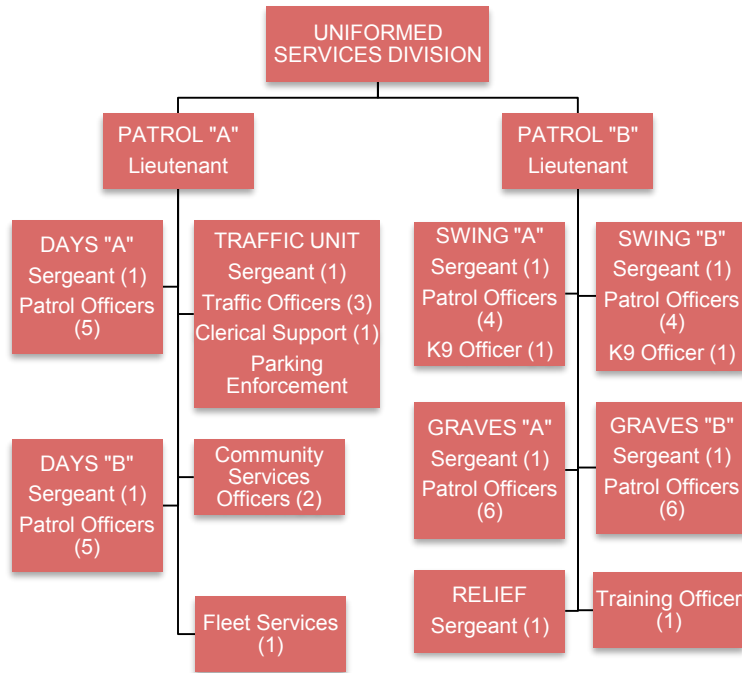 UNIFORMED
SERVICES DIVISION
PATROL "A"
Lieutenant
PATROL "B"
Lieutenant
DAYS "A"
Sergeant (1)
Patrol Officers
(5)
TRAFFIC UNIT
Sergeant (1)
Traffic Officers (3)
Clerical Support (1)
Parking
Enforcement
SWING "A"
Sergeant (1)
Patrol Officers
(4)
K9 Officer (1)
SWING "B"
Sergeant (1)
Patrol Officers
(4)
K9 Officer (1)
DAYS "B"
Sergeant (1)
Patrol Officers
(5)
Community
Services
Officers (2)
GRAVES "A"
Sergeant (1)
Patrol Officers
(6)
GRAVES "B"
Sergeant (1)
Patrol Officers
(6)
Fleet Services
(1)
RELIEF
Sergeant (1)
Training Officer
(1)